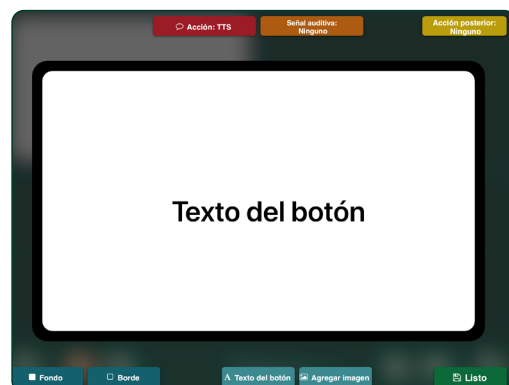 Acción: TTS
Señal auditiva:
Ninguno
Acción posterior:
Ninguno
Texto del botón
Fondo
Borde
A Texto del botón
Agregar imagen
Listo